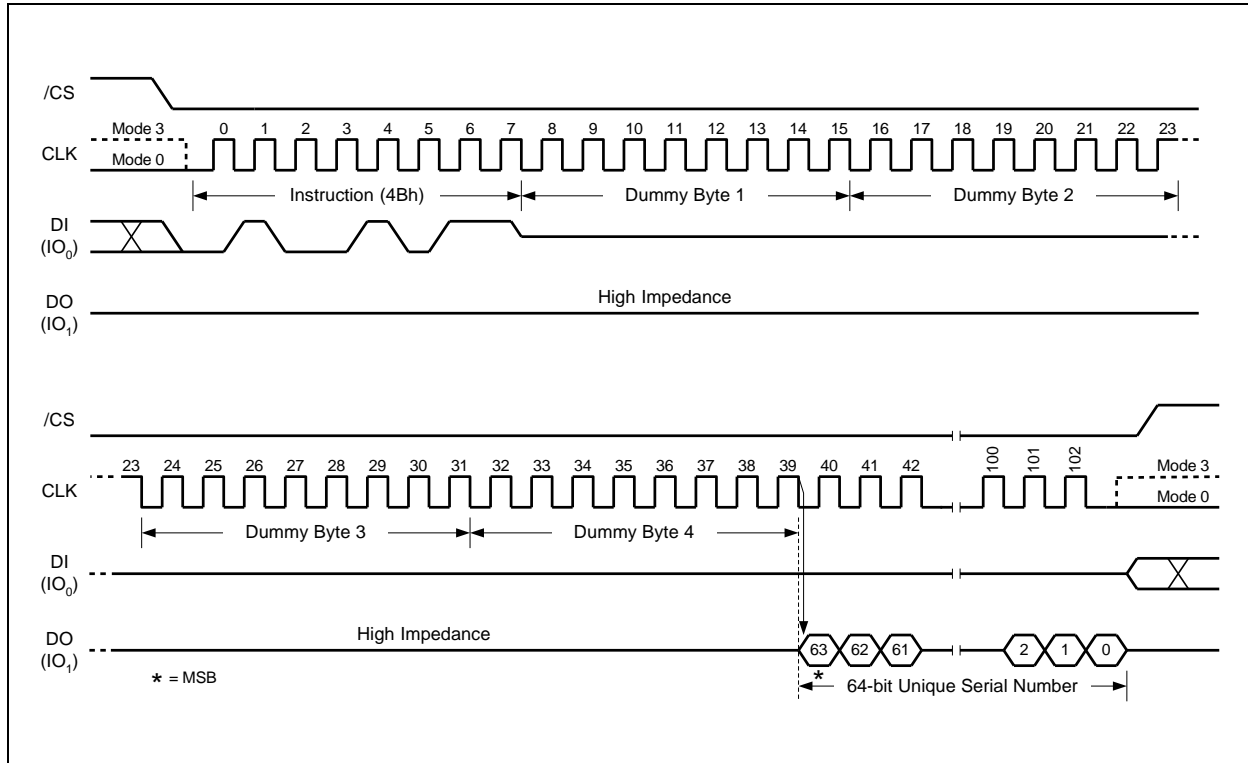 /CS
Mode 3 0 1 2 3 4 5 6 7 8 9 10 11 12 13 14 15 16 17 18 19 20 21 22 23
CLK
Mode 0
Instruction (4Bh) Dummy Byte 1 Dummy Byte 2
DI
(IO0)
High Impedance
DO
(IO1)
/CS
23 24 25 26 27 28 29 30 31 32 33 34 35 36 37 38 39 40 41 42 100 101 102 Mode 3
CLK
Mode 0
Dummy Byte 3 Dummy Byte 4
DI
(IO0)
DO
(IO1)
High Impedance
63 62 61 2 1 0
* = MSB
*
64-bit Unique Serial Number